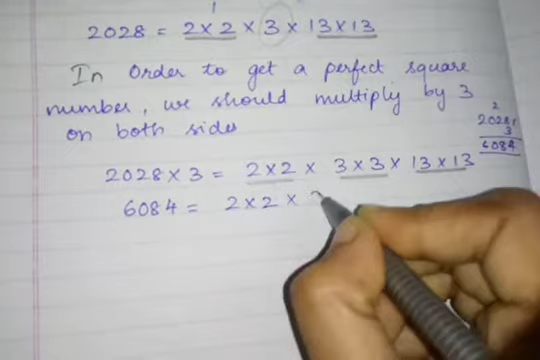 2028 = 2 × 2 × 3 × 13 × 13
In Order to get a perfect square
number, we should multiply by 3
on both sides
2
2028
3
6084
2028 × 3 = 2 × 2 × 3 × 3 × 13 × 13
6084 = 2 × 2 ×